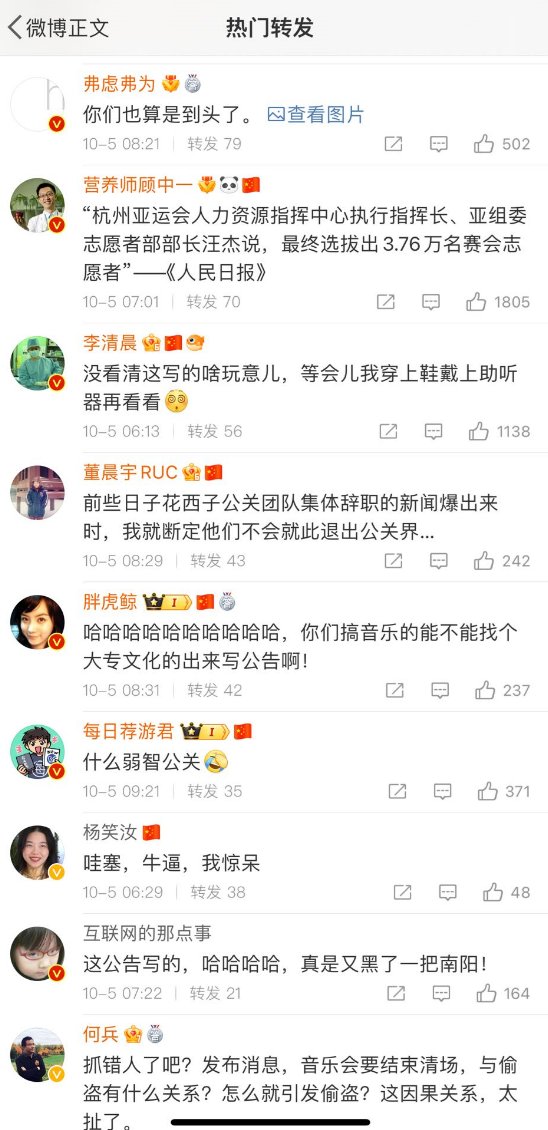 微博正文
热门转发
弗虑弗为
你们也算是到头了。 查看图片
10-5 08:21 转发 79
502
营养师顾中一
“杭州亚运会人力资源指挥中心执行指挥长、亚组委
志愿者部部长汪杰说，最终选拔出3.76万名赛会志
愿者”——《人民日报》
10-5 07:01 转发 70
1805
李清晨
没看清这写的啥玩意儿，等会儿我穿上鞋戴上助听
器再看看
10-5 06:13 转发 56
1138
董晨宇RUC
前些日子花西子公关团队集体辞职的新闻爆出来
时，我就断定他们不会就此退出公关界...
10-5 08:29 转发 43
242
胖虎鲸 I
哈哈哈哈哈哈哈哈哈哈，你们搞音乐的能不能找个
大专文化的出来写公告啊！
10-5 08:31 转发 42
237
每日荐游君 I
什么弱智公关
10-5 09:21 转发 35
371
杨笑汝
哇塞，牛逼，我惊呆
10-5 06:29 转发 38
48
互联网的那点事
这公告写的，哈哈哈哈，真是又黑了一把南阳！
10-5 07:22 转发 21
164
何兵
抓错人了吧？发布消息，音乐会要结束清场，与偷
盗有什么关系？怎么就引发偷盗？这因果关系，太
扯了。